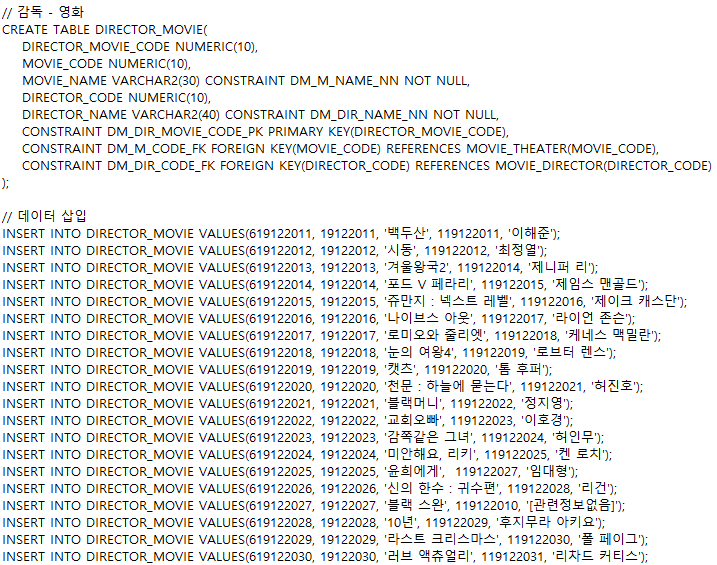 // 감독 - 영화
CREATE TABLE DIRECTOR_MOVIE(
DIRECTOR_MOVIE_CODE NUMERIC(10),
MOVIE_CODE NUMERIC(10),
MOVIE_NAME VARCHAR2(30) CONSTRAINT DM_M_NAME_NN NOT NULL,
DIRECTOR_CODE NUMERIC(10),
DIRECTOR_NAME VARCHAR2(40) CONSTRAINT DM_DIR_NAME_NN NOT NULL,
CONSTRAINT DM_DIR_MOVIE_CODE_PK PRIMARY KEY(DIRECTOR_MOVIE_CODE),
CONSTRAINT DM_M_CODE_FK FOREIGN KEY(MOVIE_CODE) REFERENCES MOVIE_THEATER(MOVIE_CODE),
CONSTRAINT DM_DIR_CODE_FK FOREIGN KEY(DIRECTOR_CODE) REFERENCES MOVIE_DIRECTOR(DIRECTOR_CODE)
);
// 데이터 삽입
INSERT INTO DIRECTOR_MOVIE VALUES(619122011, 19122011, '백두산', 119122011, '이해준');
INSERT INTO DIRECTOR_MOVIE VALUES(619122012, 19122012, '시동', 119122012, '최정열');
INSERT INTO DIRECTOR_MOVIE VALUES(619122013, 19122013, '겨울왕국2', 119122014, '제니퍼 리');
INSERT INTO DIRECTOR_MOVIE VALUES(619122014, 19122014, '포드 V 페라리', 119122015, '제임스 맨골드');
INSERT INTO DIRECTOR_MOVIE VALUES(619122015, 19122015, '쥬만지 : 넥스트 레벨', 119122016, '제이크 캐스단');
INSERT INTO DIRECTOR_MOVIE VALUES(619122016, 19122016, '나이브스 아웃', 119122017, '라이언 존슨');
INSERT INTO DIRECTOR_MOVIE VALUES(619122017, 19122017, '로미오와 줄리엣', 119122018, '케네스 맥밀란');
INSERT INTO DIRECTOR_MOVIE VALUES(619122018, 19122018, '눈의 여왕4', 119122019, '로브터 렌스');
INSERT INTO DIRECTOR_MOVIE VALUES(619122019, 19122019, '캣츠', 119122020, '톰 후퍼');
INSERT INTO DIRECTOR_MOVIE VALUES(619122020, 19122020, '천문 : 하늘에 묻는다', 119122021, '허진호');
INSERT INTO DIRECTOR_MOVIE VALUES(619122021, 19122021, '블랙머니', 119122022, '정지영');
INSERT INTO DIRECTOR_MOVIE VALUES(619122022, 19122022, '교회오빠', 119122023, '이호경');
INSERT INTO DIRECTOR_MOVIE VALUES(619122023, 19122023, '감쪽같은 그녀', 119122024, '허인무');
INSERT INTO DIRECTOR_MOVIE VALUES(619122024, 19122024, '미안해요, 리키', 119122025, '켄 로치');
INSERT INTO DIRECTOR_MOVIE VALUES(619122025, 19122025, '윤희에게',  119122027, '임대형');
INSERT INTO DIRECTOR_MOVIE VALUES(619122026, 19122026, '신의 한수 : 귀수편', 119122028, '리건');
INSERT INTO DIRECTOR_MOVIE VALUES(619122027, 19122027, '블랙 스완', 119122010, '[관련정보없음]');
INSERT INTO DIRECTOR_MOVIE VALUES(619122028, 19122028, '10년', 119122029, '후지무라 아키요');
INSERT INTO DIRECTOR_MOVIE VALUES(619122029, 19122029, '라스트 크리스마스', 119122030, '폴 페이그');
INSERT INTO DIRECTOR_MOVIE VALUES(619122030, 19122030, '러브 액츄얼리', 119122031, '리차드 커티스');